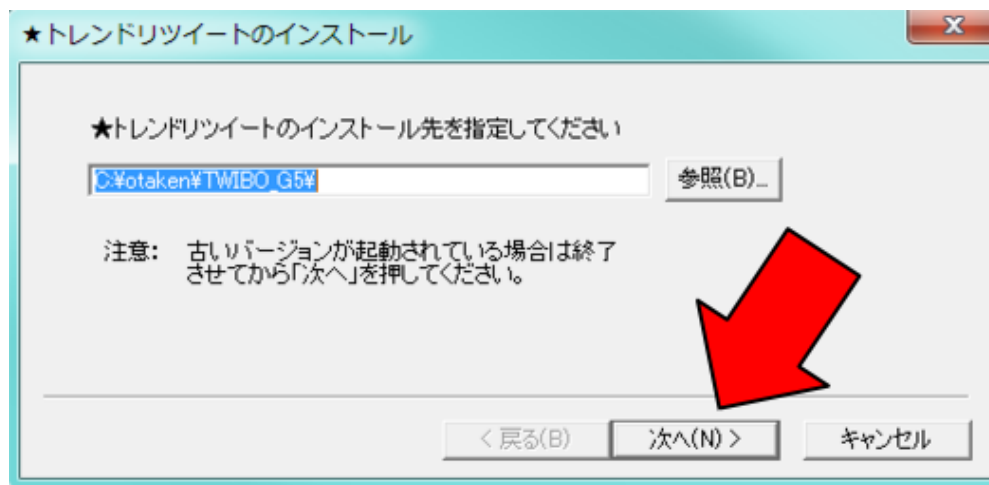 ★トレンドリツイートのインストール
★トレンドリツイートのインストール先を指定してください
C:¥otaken¥TWIBO_G5¥
参照(B)...
注意: 古いバージョンが起動されている場合は終了
させてから「次へ」を押してください。
< 戻る(B)
次へ(N) >
キャンセル